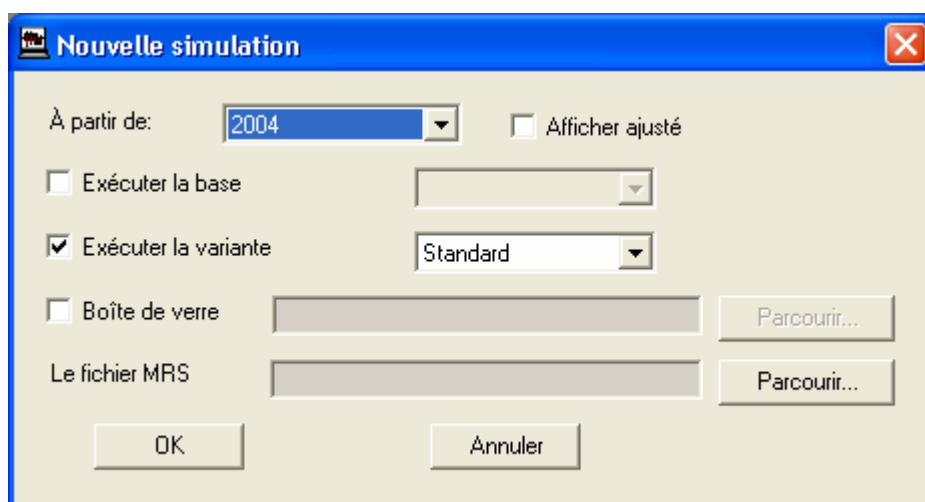 Nouvelle simulation
À partir de: 2004 Afficher ajusté
Exécuter la base
Exécuter la variante Standard
Boîte de verre Parcourir...
Le fichier MRS Parcourir...
OK Annuler